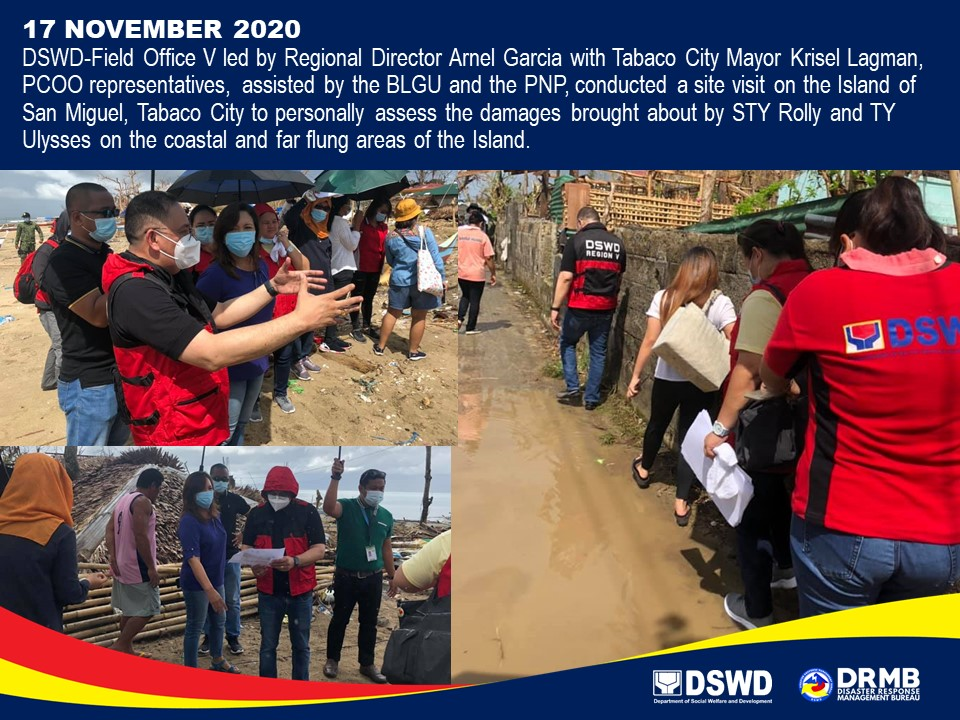 17 NOVEMBER 2020
DSWD-Field Office V led by Regional Director Arnel Garcia with Tabaco City Mayor Krisel Lagman,
PCOO representatives, assisted by the BLGU and the PNP, conducted a site visit on the Island of
San Miguel, Tabaco City to personally assess the damages brought about by STY Rolly and TY
Ulysses on the coastal and far flung areas of the Island.
DSWD
REGION V
DSW
DSWD
Department of Social Welfare and Development
DRMB
DISASTER RESPONSE
MANAGEMENT BUREAU